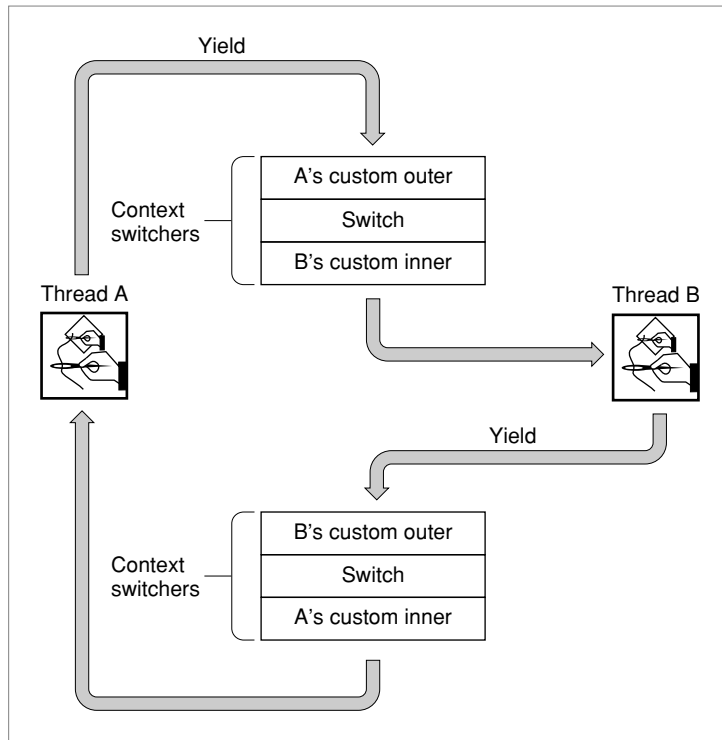 Yield
A's custom outer
Context
switchers
Switch
B's custom inner
Thread A
Thread B
Yield
B's custom outer
Context
switchers
Switch
A's custom inner